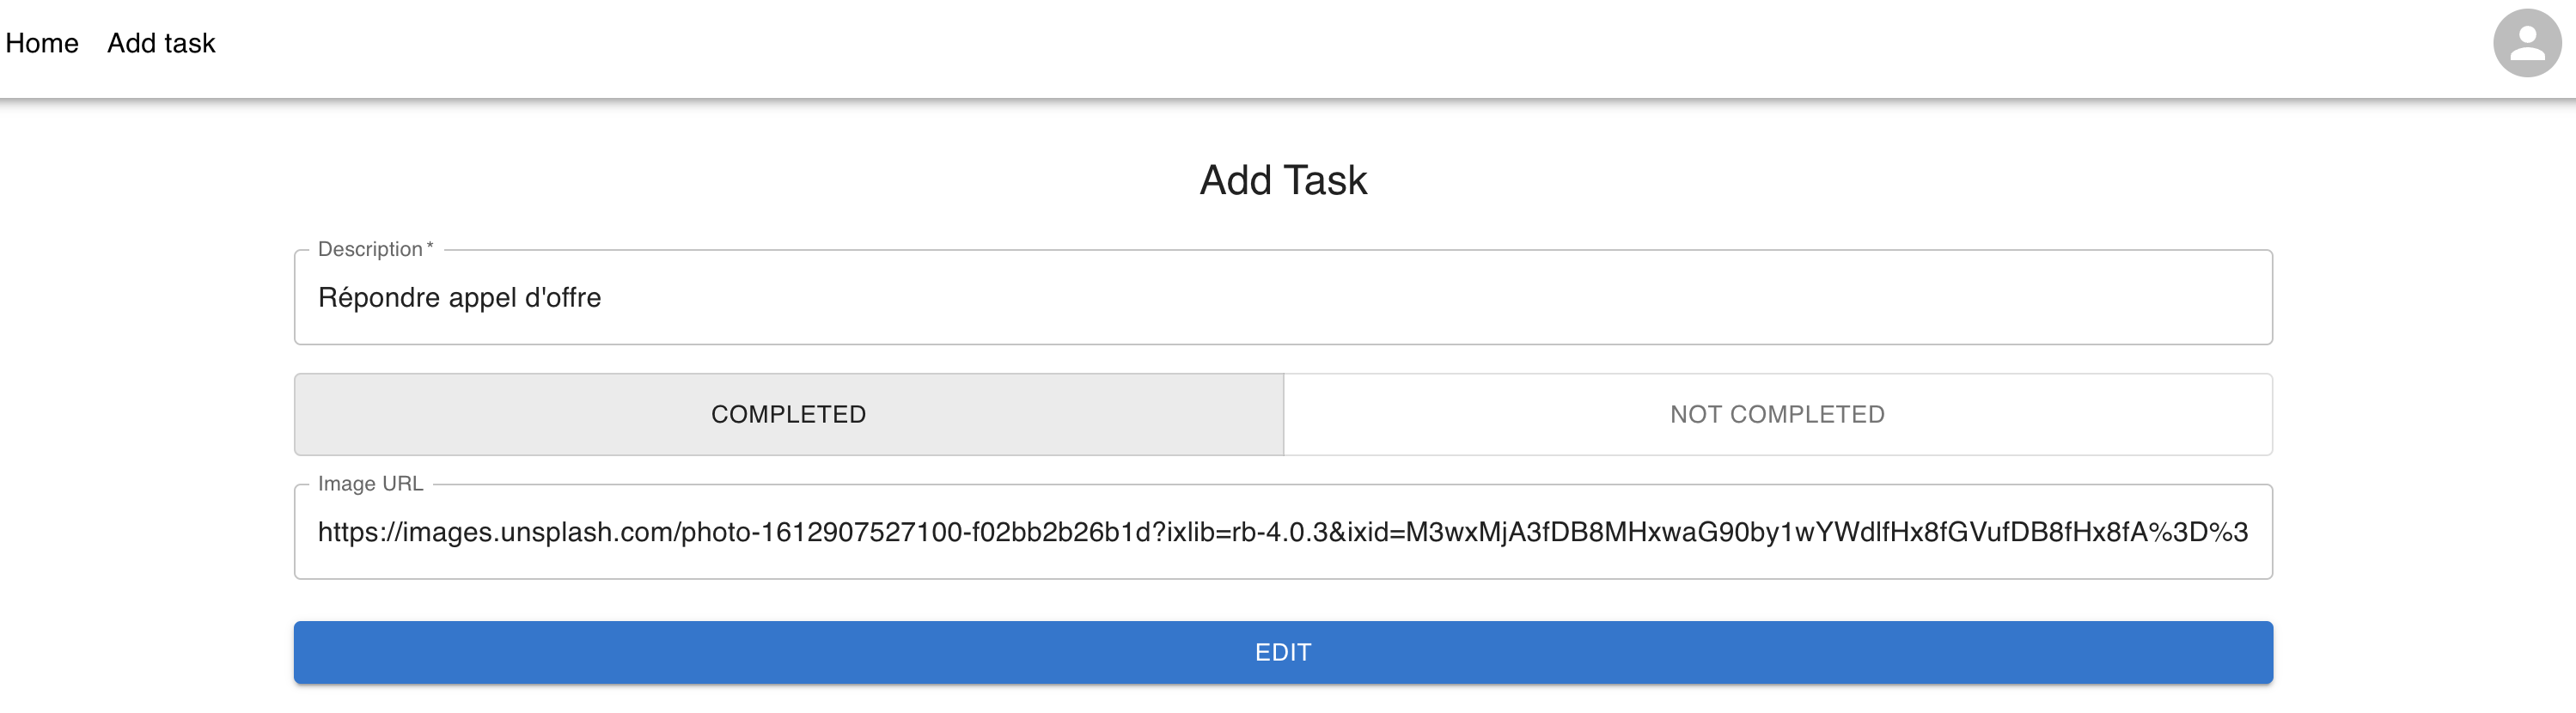 Home Add task
Add Task
Description *
Répondre appel d'offre
COMPLETED NOT COMPLETED
Image URL
https://images.unsplash.com/photo-1612907527100-f02bb2b26b1d?ixlib=rb-4.0.3&ixid=M3wxMjA3fDB8MHxwaG90by1wYWdlfHx8fGVufDB8fHx8fA%3D%3
EDIT